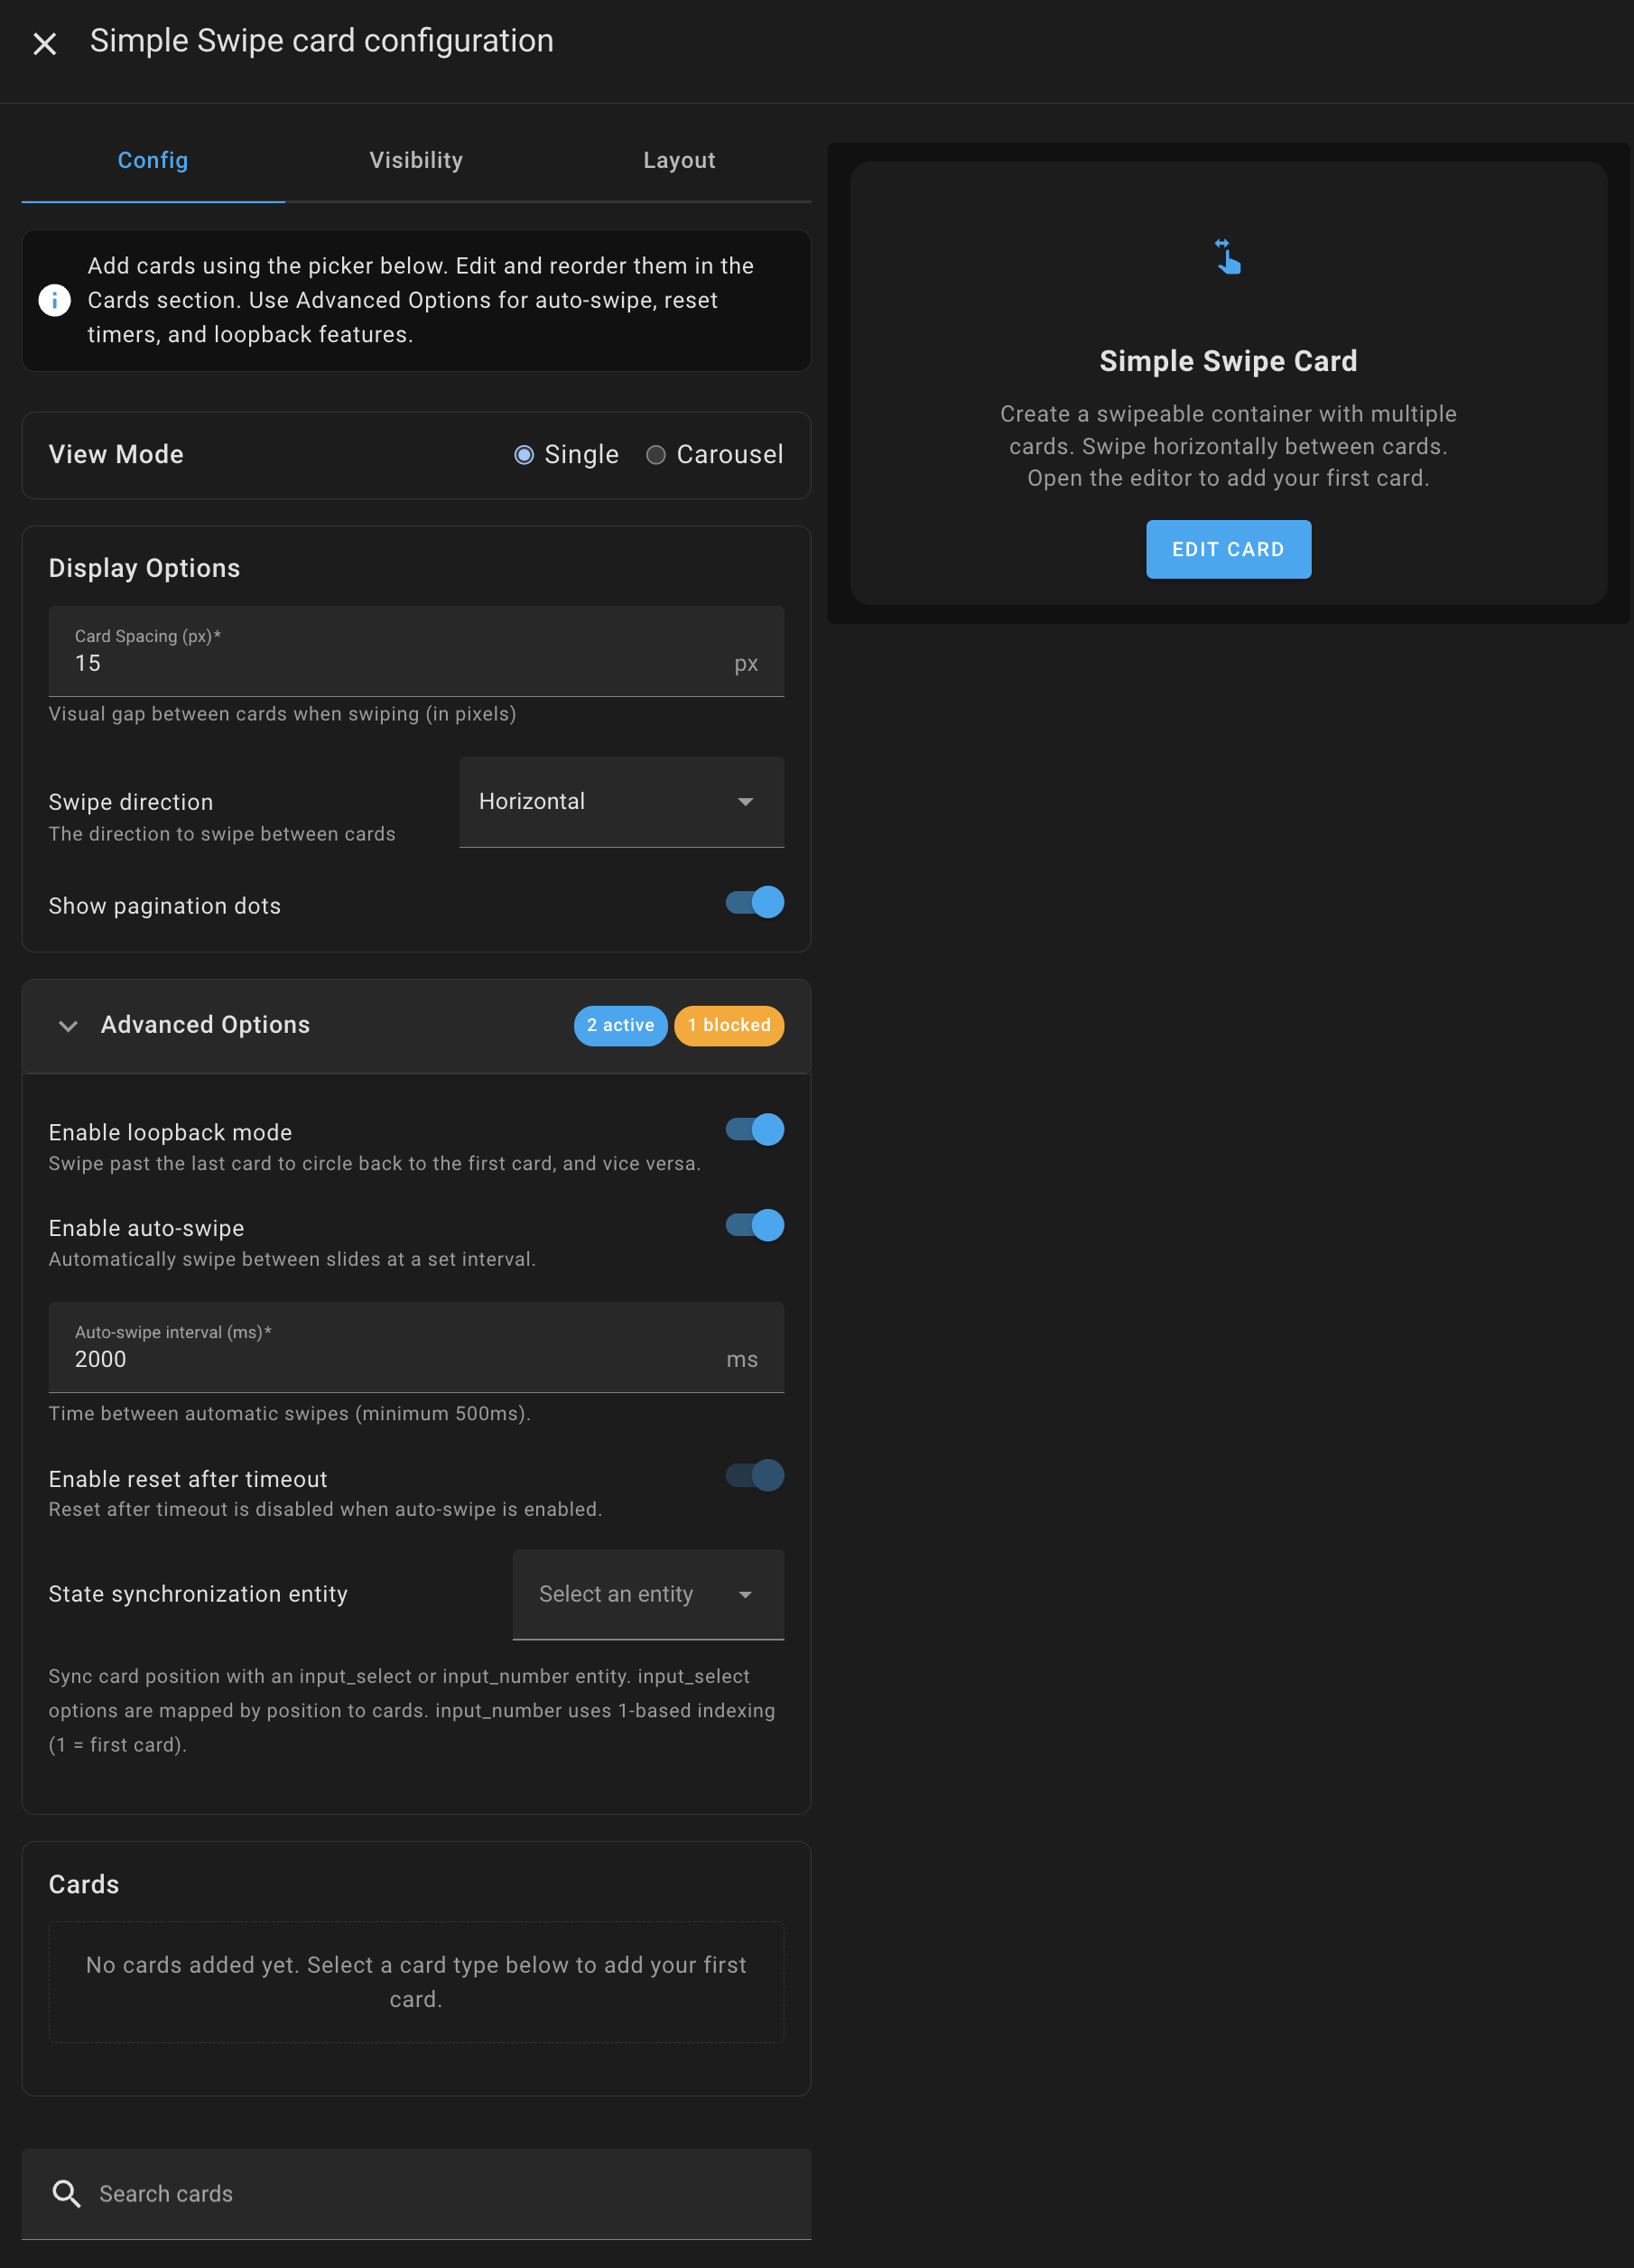 Simple Swipe card configuration
Config
Visibility
Layout
Add cards using the picker below. Edit and reorder them in the
Cards section. Use Advanced Options for auto-swipe, reset
timers, and loopback features.
View Mode
Single
Carousel
Display Options
Card Spacing (px)*
15
px
Visual gap between cards when swiping (in pixels)
Swipe direction
The direction to swipe between cards
Horizontal
Show pagination dots
Advanced Options
2 active
1 blocked
Enable loopback mode
Swipe past the last card to circle back to the first card, and vice versa.
Enable auto-swipe
Automatically swipe between slides at a set interval.
Auto-swipe interval (ms)*
2000
ms
Time between automatic swipes (minimum 500ms).
Enable reset after timeout
Reset after timeout is disabled when auto-swipe is enabled.
State synchronization entity
Select an entity
Sync card position with an input_select or input_number entity. input_select
options are mapped by position to cards. input_number uses 1-based indexing
(1 = first card).
Cards
No cards added yet. Select a card type below to add your first
card.
Search cards
Simple Swipe Card
Create a swipeable container with multiple
cards. Swipe horizontally between cards.
Open the editor to add your first card.
EDIT CARD